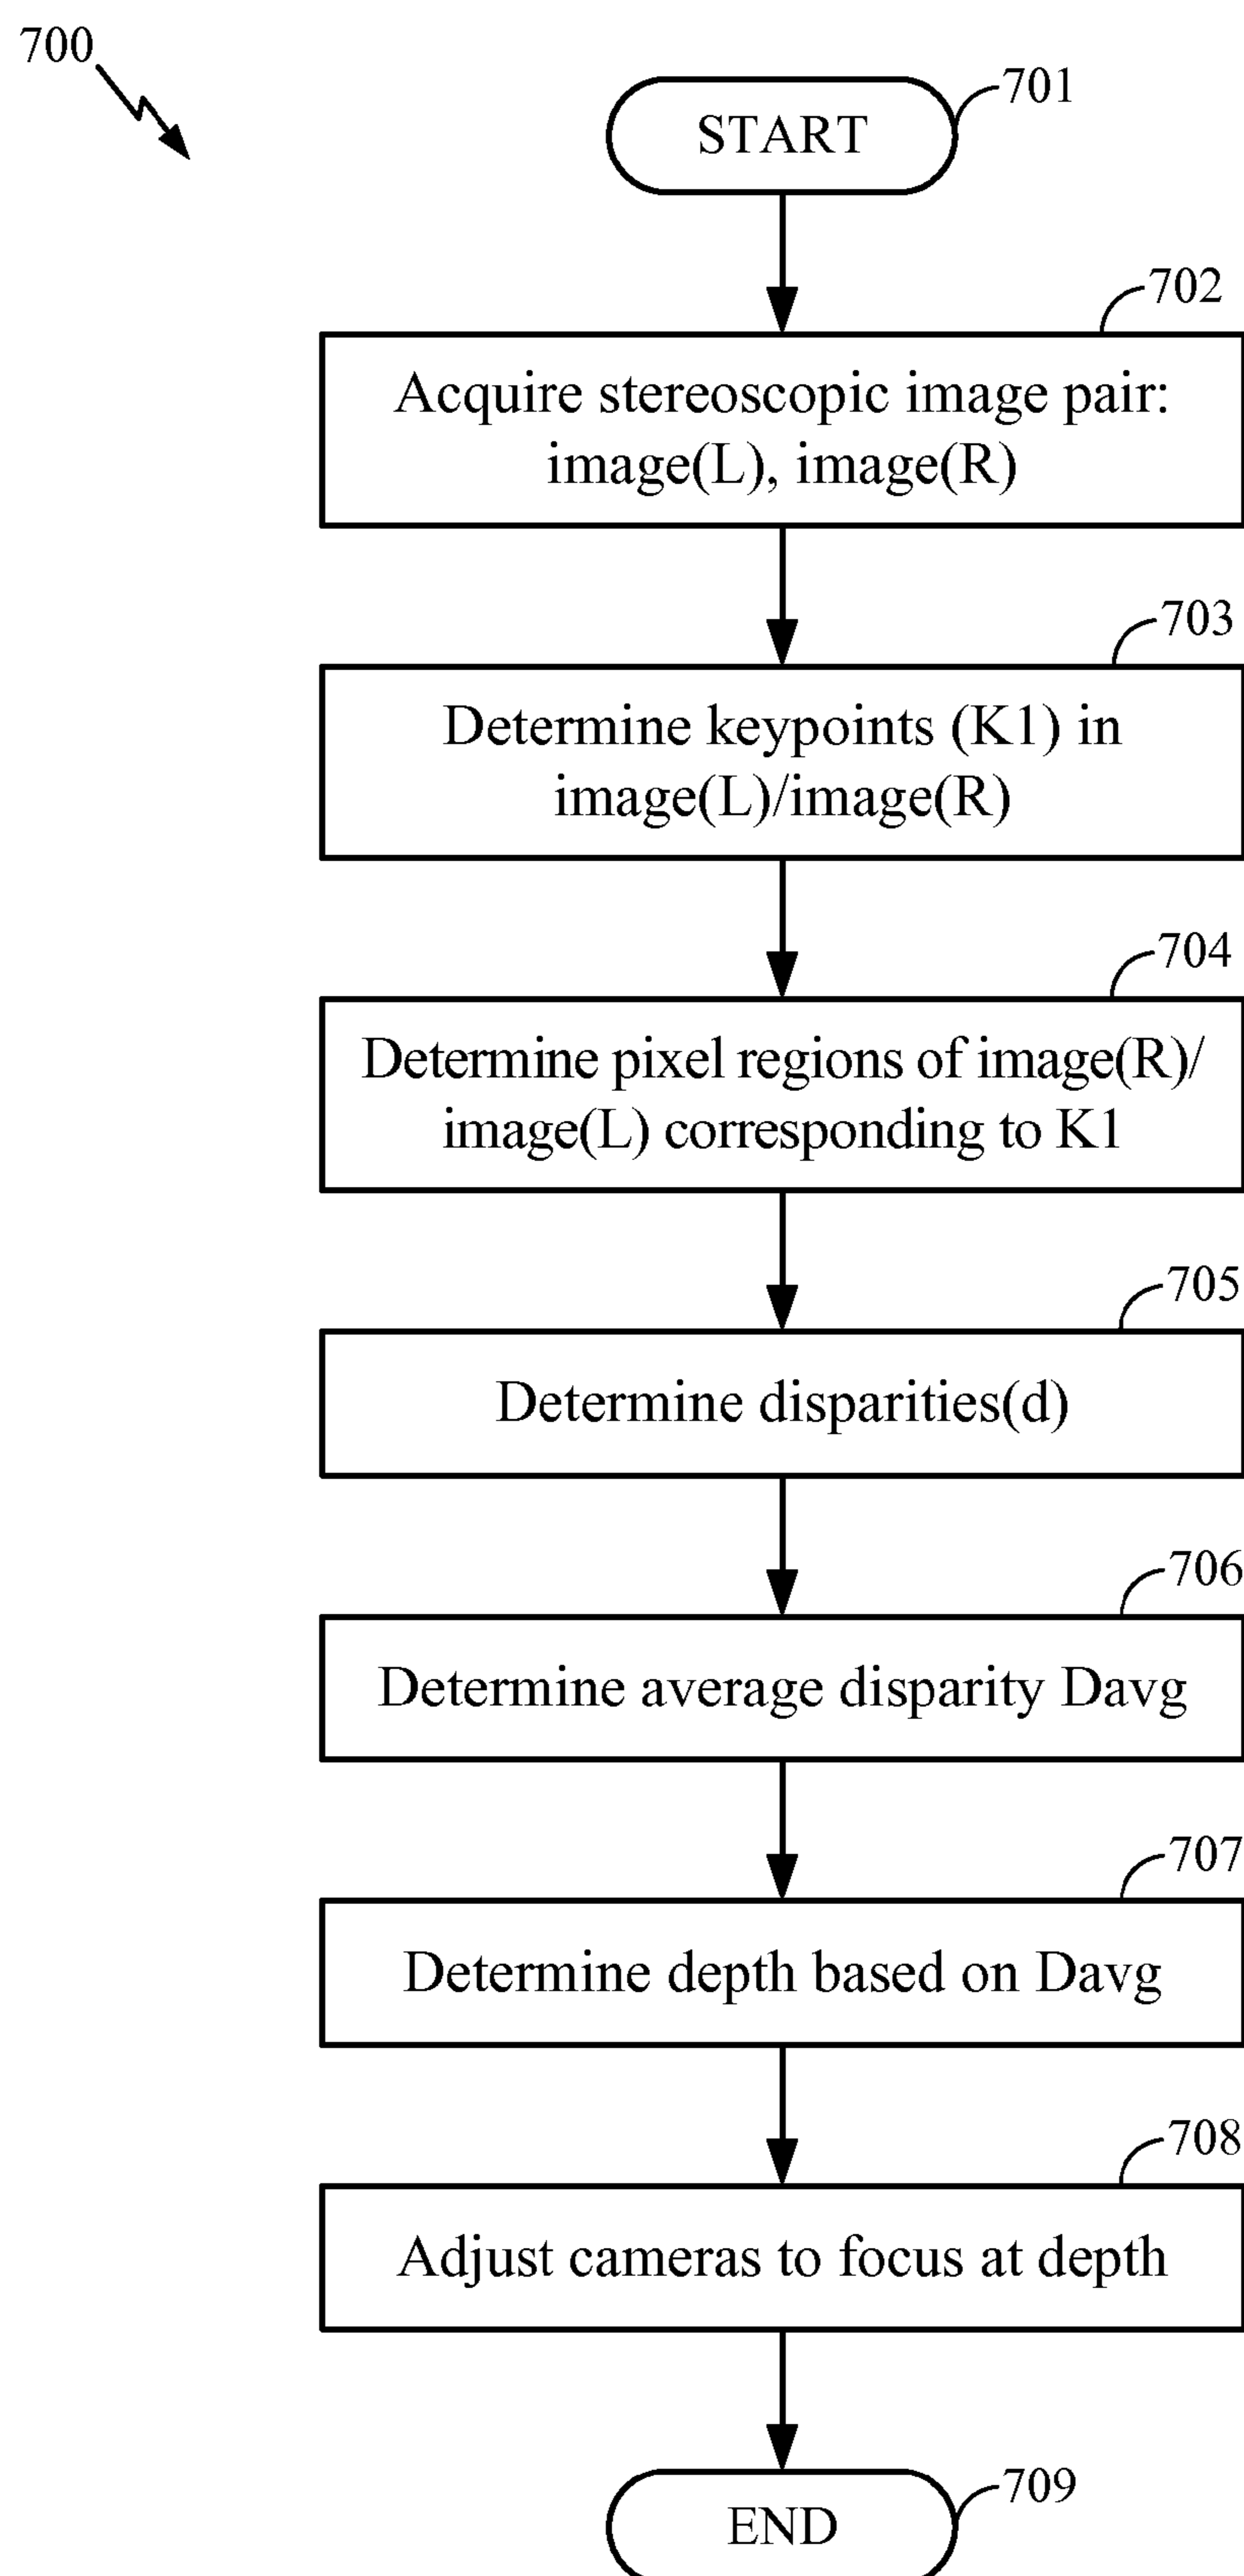 700
701
START
702
Acquire stereoscopic image pair:
image(L), image(R)
703
Determine keypoints (K1) in
image(L)/image(R)
704
Determine pixel regions of image(R)/
image(L) corresponding to K1
705
Determine disparities(d)
706
Determine average disparity Davg
707
Determine depth based on Davg
708
Adjust cameras to focus at depth
709
END